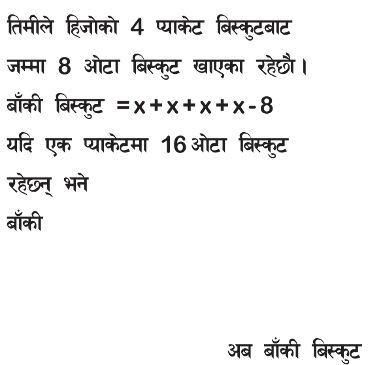 तिमीले हिजोको 4 प्याकेट बिस्कुटबाट
जम्मा 8 ओटा बिस्कुट खाएका रहेछौ।
बाँकी बिस्कुट =x+x+x+x-8
यदि एक प्याकेटमा 16 ओटा बिस्कुट
रहेछन् भने
बाँकी
अब बाँकी बिस्कुट